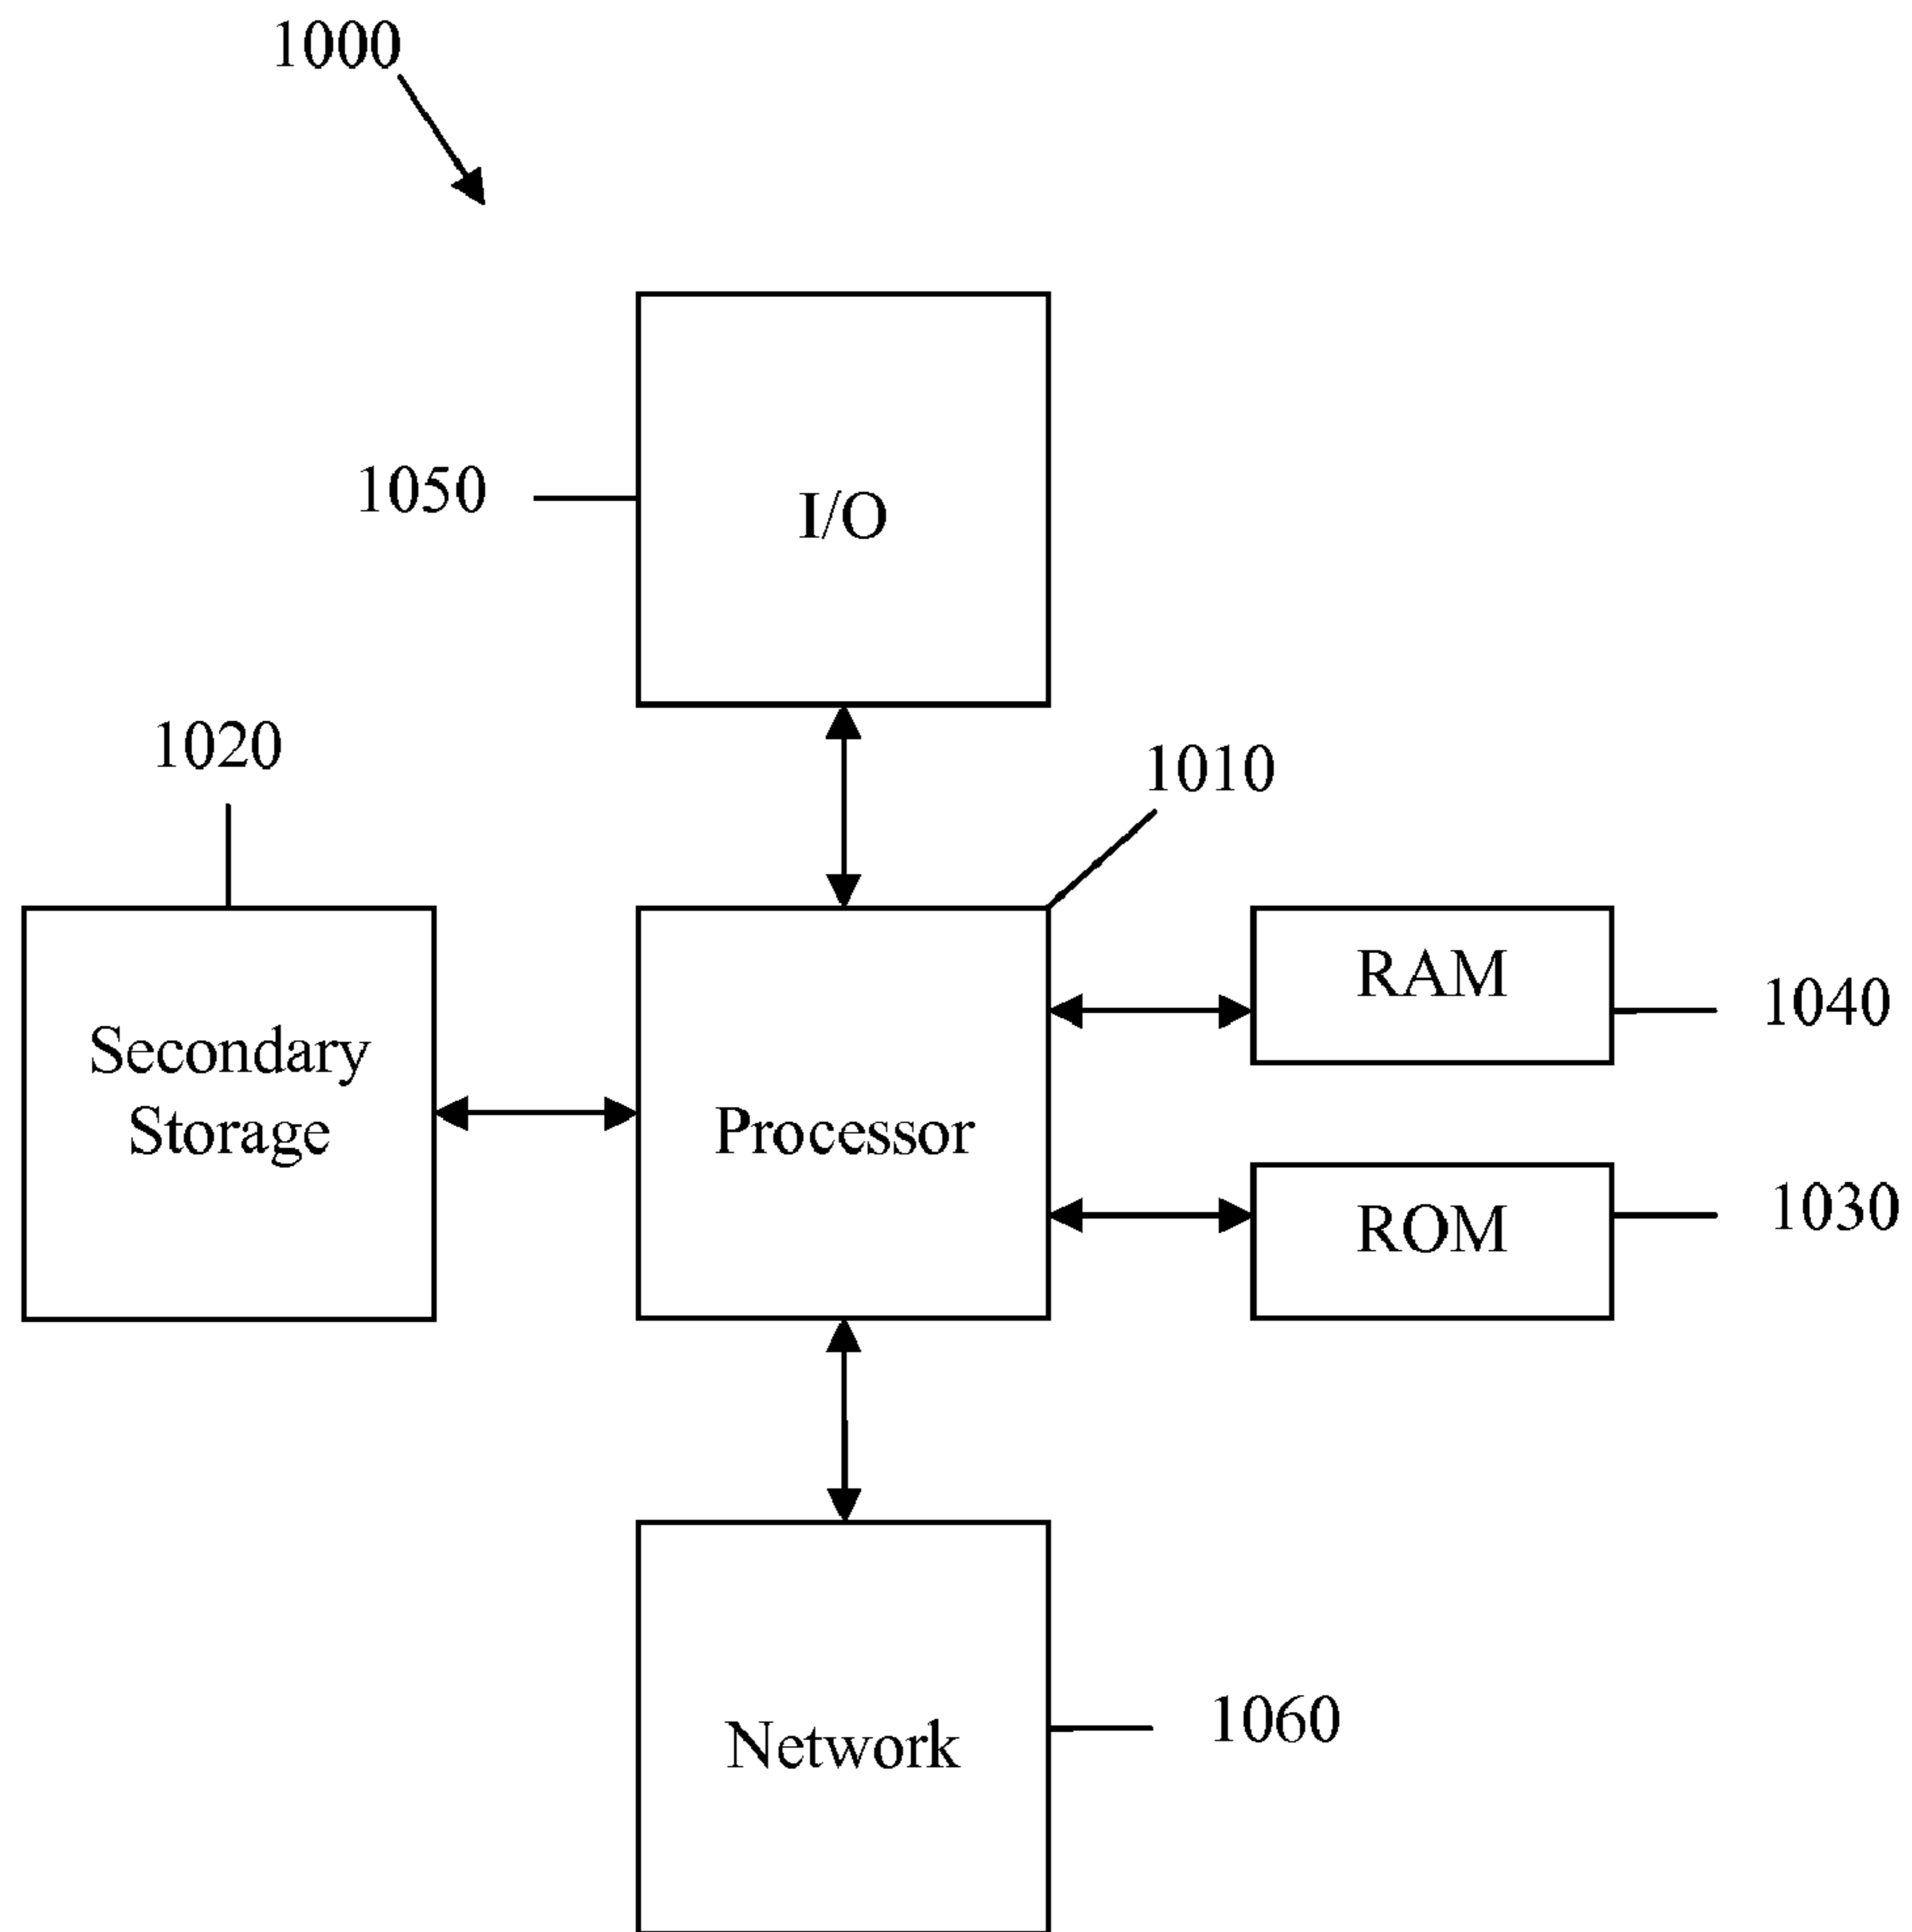 1000
1050
I/O
1020
1010
RAM
1040
Secondary
Storage
Processor
ROM
1030
Network
1060